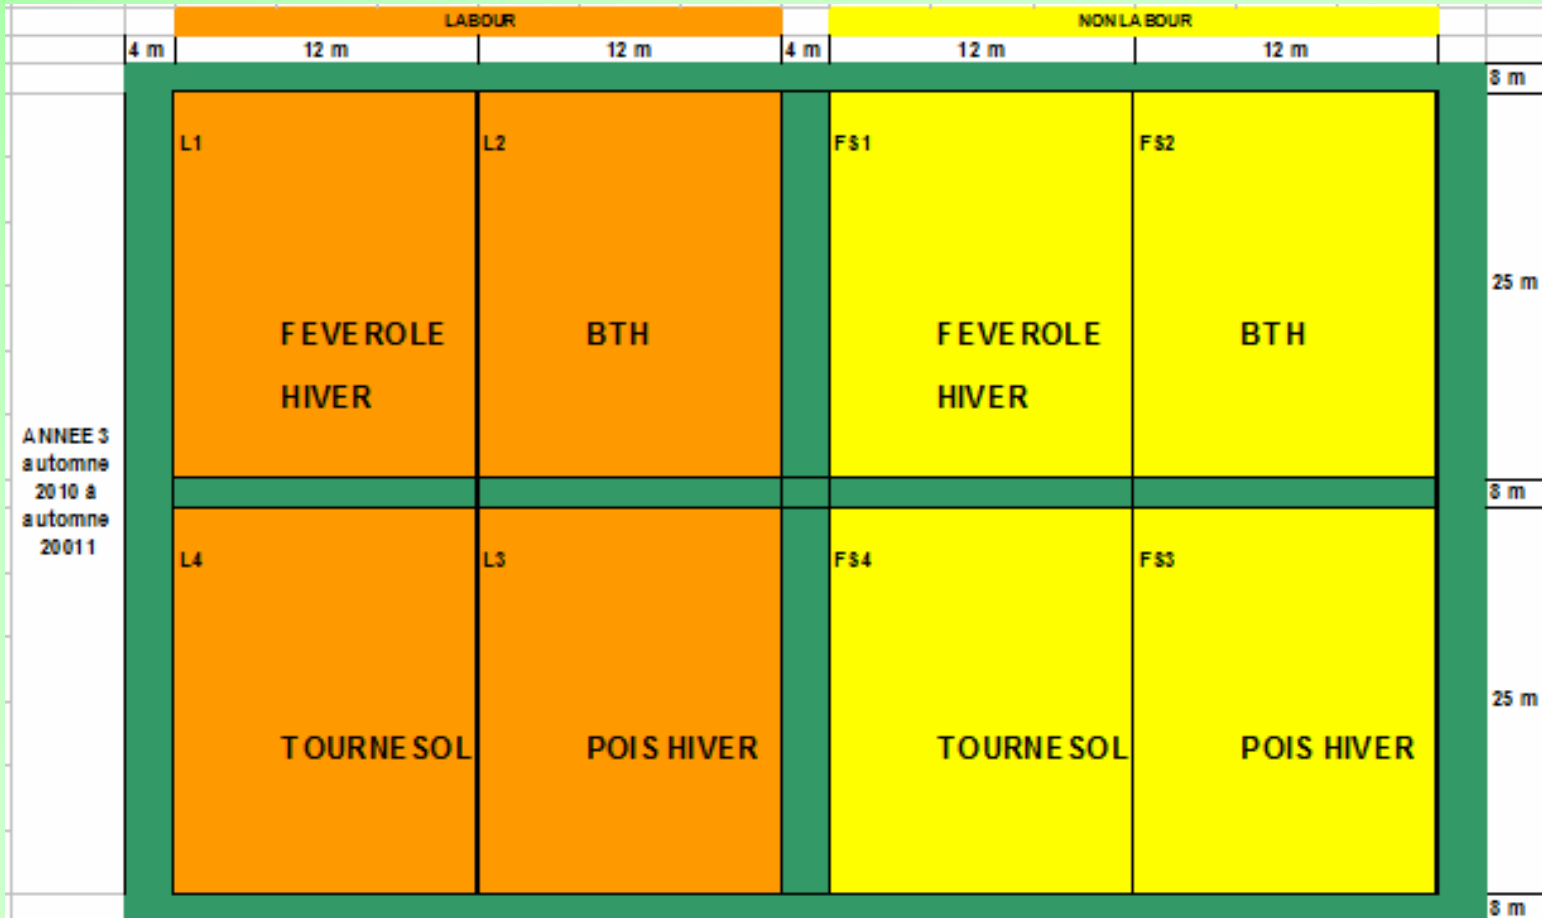 LABOUR
NON LABOUR
4 m
12 m
12 m
4 m
12 m
12 m
8 m
L1
L2
FS1
FS2
25 m
FEVEROLE
HIVER
BTH
FEVEROLE
HIVER
BTH
ANNEE 3
automne
2010 à
automne
20011
8 m
L4
L3
FS4
FS3
25 m
TOURNESOL
POIS HIVER
TOURNESOL
POIS HIVER
8 m